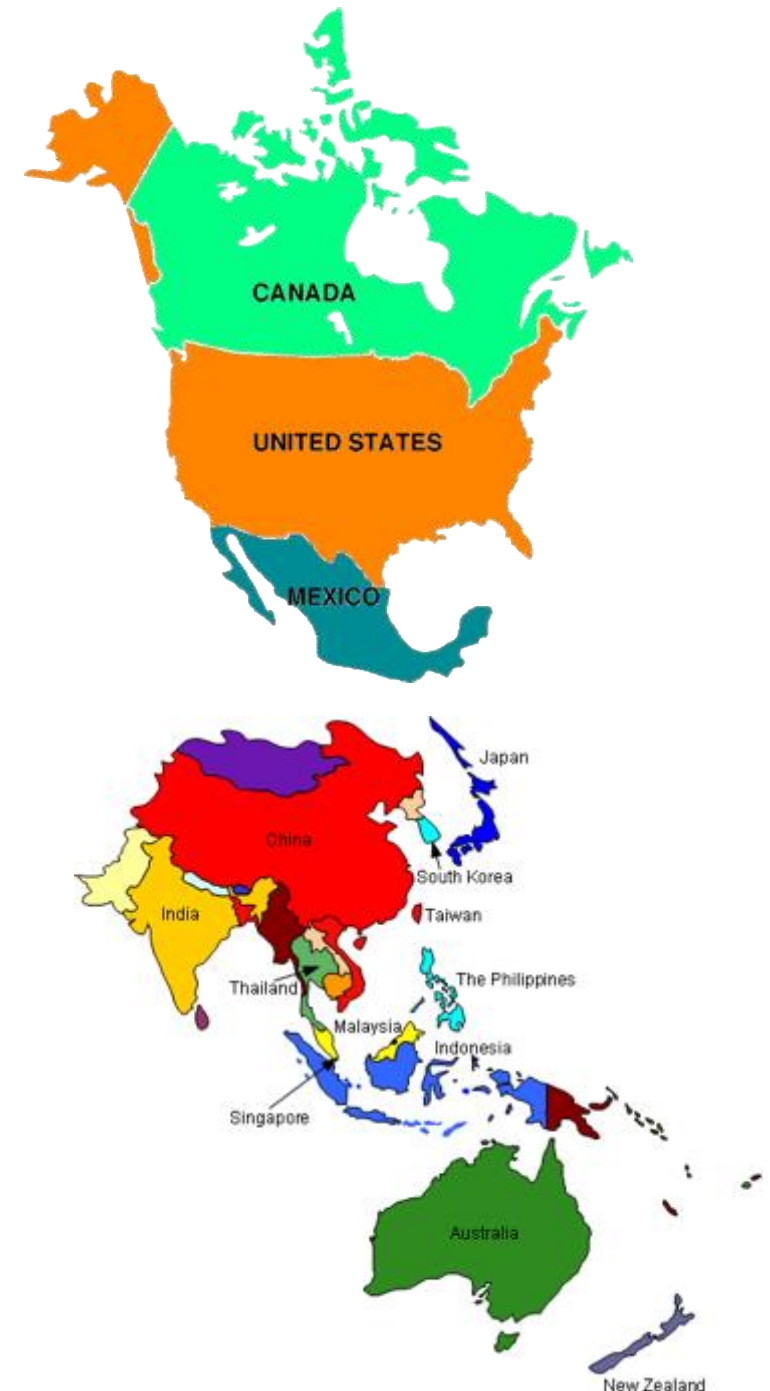 CANADA
UNITED STATES
MEXICO
Japan
China
South Korea
India
Taiwan
Thailand
The Philippines
Malaysia
Indonesia
Singapore
Australia
New Zealand